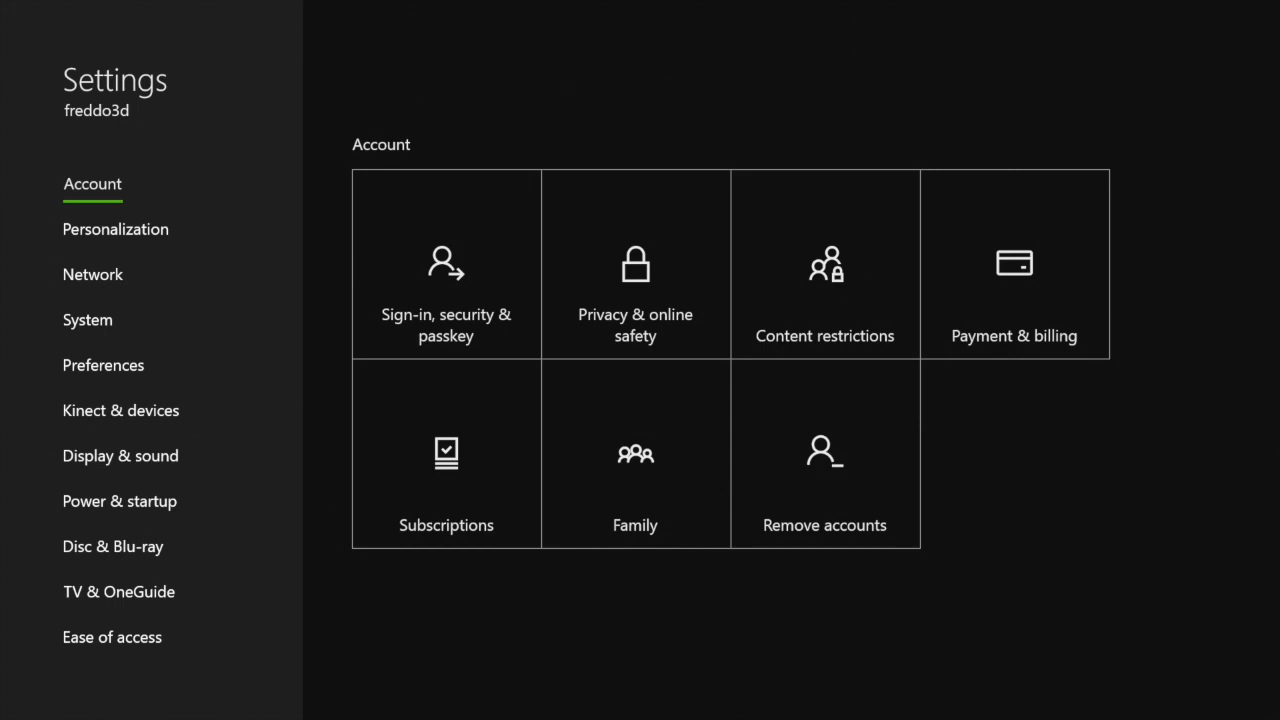 Settings
freddo3d
Account
Personalization
Network
System
Preferences
Kinect & devices
Display & sound
Power & startup
Disc & Blu-ray
TV & OneGuide
Ease of access
Account
Sign-in, security &
passkey
Privacy & online
safety
Content restrictions
Payment & billing
Subscriptions
Family
Remove accounts